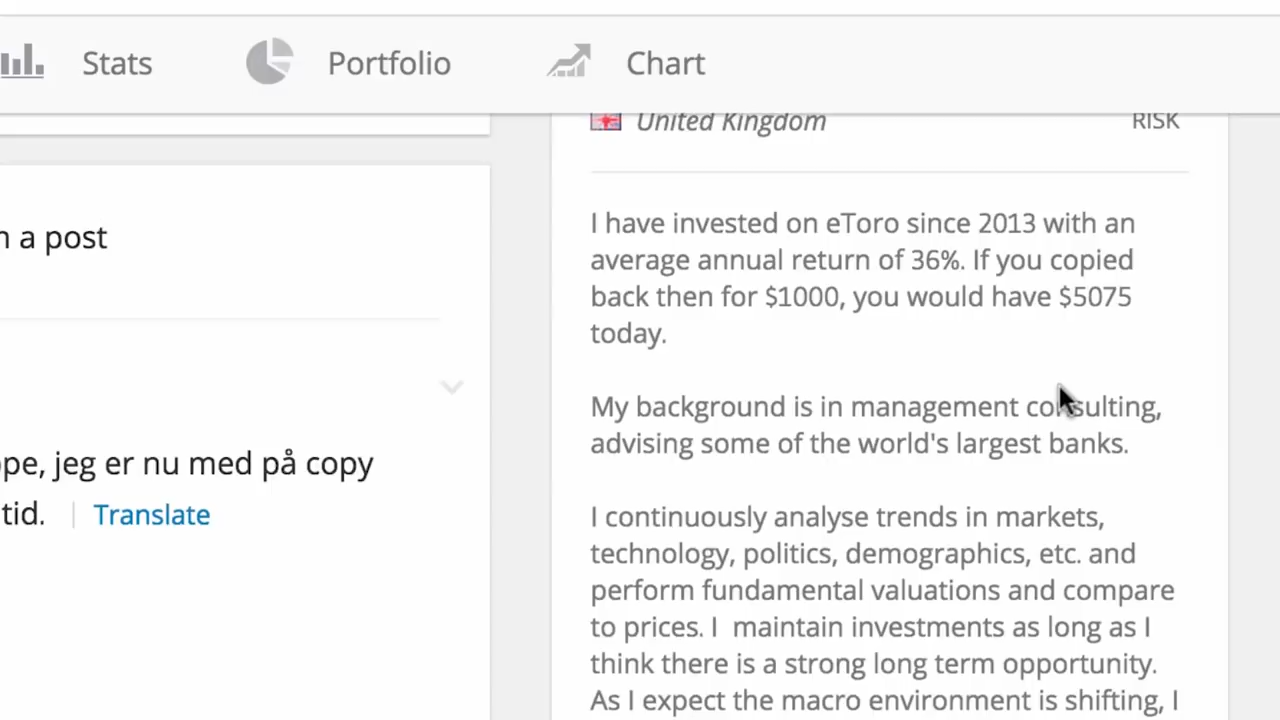 Stats
Portfolio
Chart
United Kingdom
RISK
a post
jeg er nu med på copy
tid.
Translate
I have invested on eToro since 2013 with an
average annual return of 36%. If you copied
back then for $1000, you would have $5075
today.
My background is in management consulting,
advising some of the world's largest banks.
I continuously analyse trends in markets,
technology, politics, demographics, etc. and
perform fundamental valuations and compare
to prices. I maintain investments as long as I
think there is a strong long term opportunity.
As I expect the macro environment is shifting, I